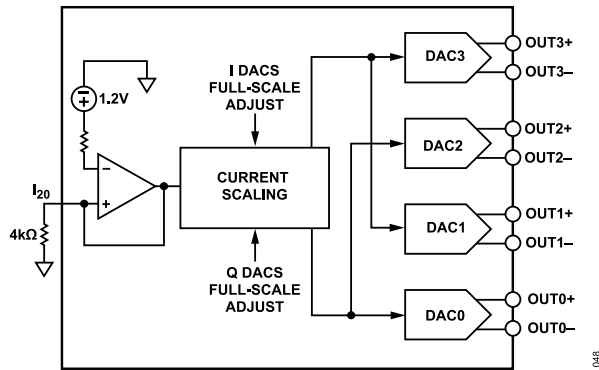 1.2V
I20
4kΩ
–
+
I DACS
FULL-SCALE
ADJUST
CURRENT
SCALING
Q DACS
FULL-SCALE
ADJUST
DAC3
OUT3+
OUT3–
DAC2
OUT2+
OUT2–
DAC1
OUT1+
OUT1–
DAC0
OUT0+
OUT0–
048